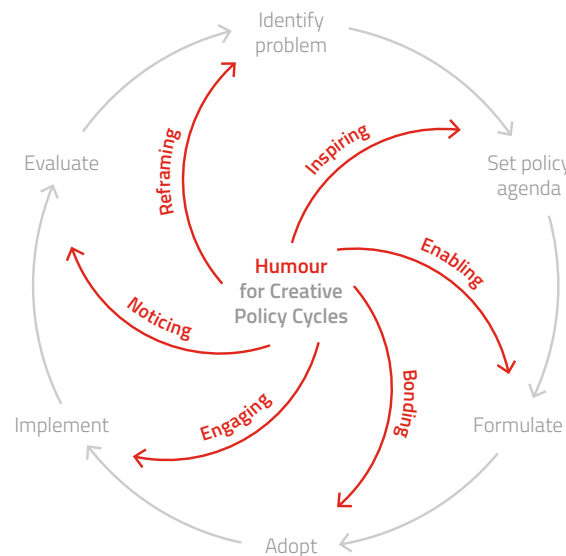 Identify
problem
Inspiring
Reframing
Evaluate
Set policy
agenda
Enabling
Humour
for Creative
Policy Cycles
Noticing
Bonding
Engaging
Implement
Formulate
Adopt